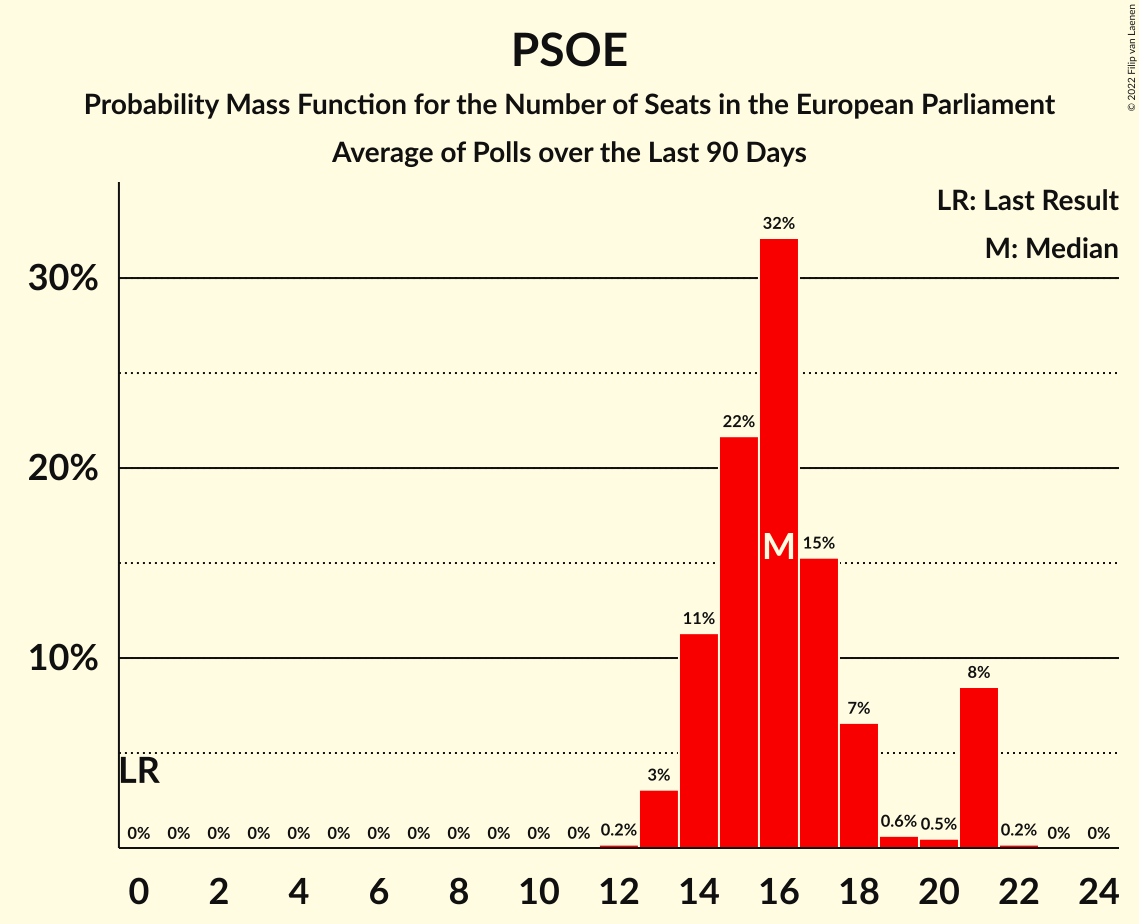 PSOE
Probability Mass Function for the Number of Seats in the European Parliament
Average of Polls over the Last 90 Days
© 2022 Filip van Laenen
LR: Last Result
M: Median
30%
20%
10%
LR
M
0% 0% 0% 0% 0% 0% 0% 0% 0% 0% 0% 0% 0.2% 3% 11% 22% 32% 15% 7% 0.6% 0.5% 8% 0.2% 0% 0%
0 2 4 6 8 10 12 14 16 18 20 22 24